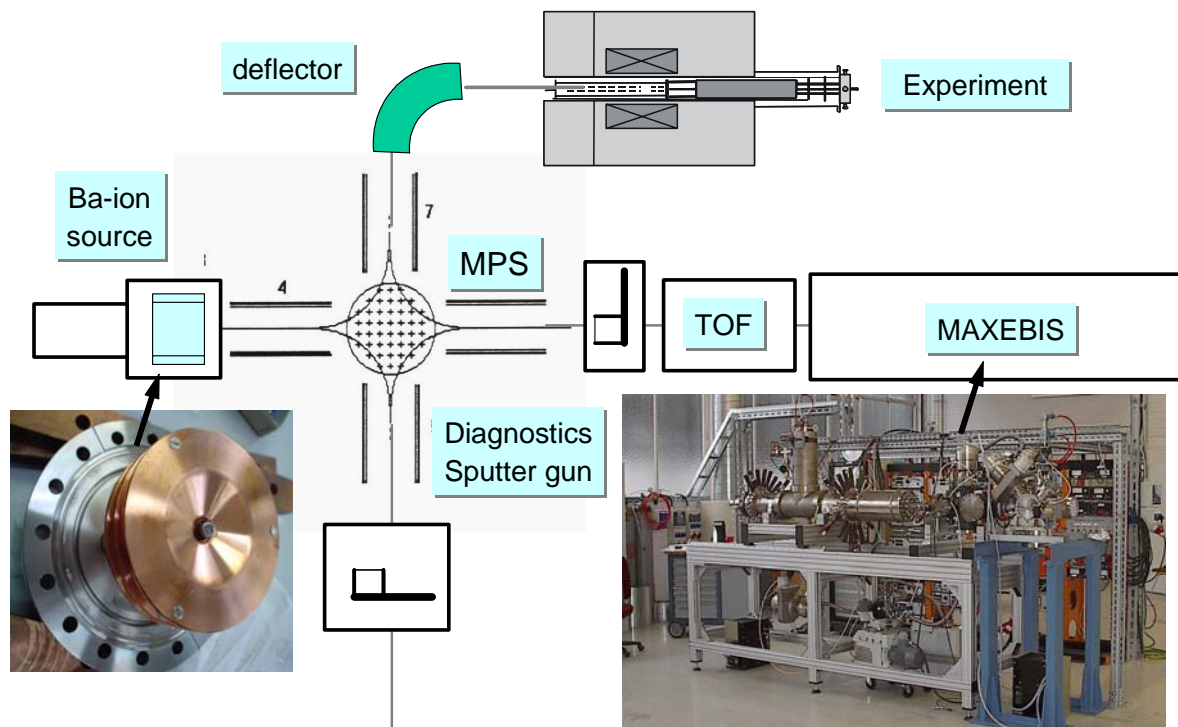 deflector
Experiment
Ba-ion
source
7
4
MPS
TOF
MAXEBIS
Diagnostics
Sputter gun